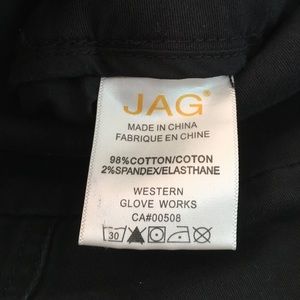 JAG®
MADE IN CHINA
FABRIQUE EN CHINE
98%COTTON/COTON
2%SPANDEX/ELASTHANE
WESTERN
GLOVE WORKS
CA#00508
30